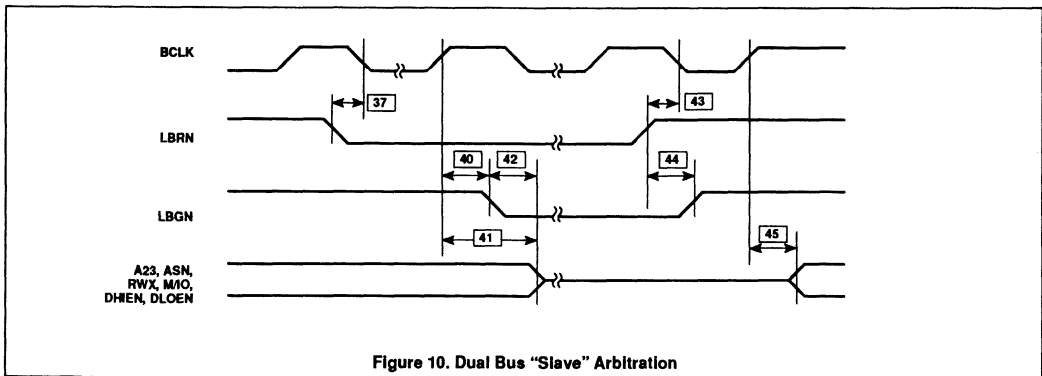 BCLK
37
43
LBRN
40
42
44
LBGN
41
45
A23, ASN,
RWX, M/IO,
DHIEN, DLOEN
Figure 10. Dual Bus “Slave” Arbitration